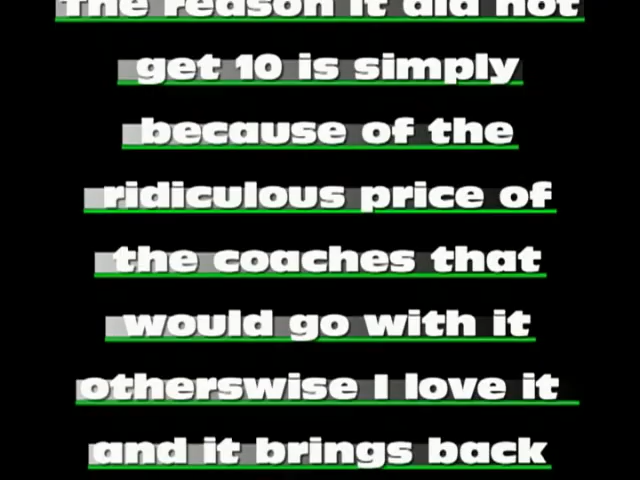 The reason it did not
get 10 is simply
because of the
ridiculous price of
the coaches that
would go with it
otherswise I love it
and it brings back